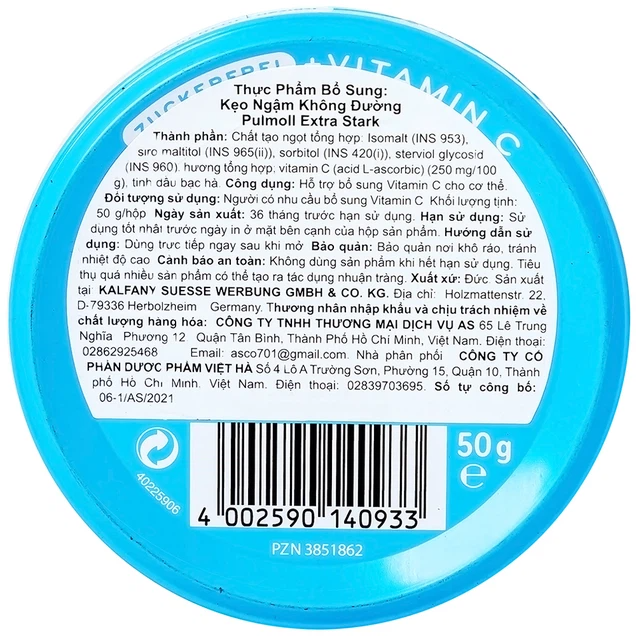 ZUCKERFREI +VITAMIN C
Thực Phẩm Bổ Sung:
Kẹo Ngậm Không Đường
Pulmoll Extra Stark
Thành phần: Chất tạo ngọt tổng hợp: Isomalt (INS 953),
siro maltitol (INS 965(ii), sorbitol (INS 420(i), sterviol glycosid
(INS 960), hương tổng hợp, vitamin C (acid L-ascorbic) (250 mg/100
g), tinh dầu bạc hà. Công dụng: Hỗ trợ bổ sung Vitamin C cho cơ thể.
Đối tượng sử dụng: Người có nhu cầu bổ sung Vitamin C Khối lượng tịnh:
50 g/hộp Ngày sản xuất: 36 tháng trước hạn sử dụng. Hạn sử dụng: Sử
dụng tốt nhất trước ngày in ở mặt bên cạnh của hộp sản phẩm. Hướng dẫn sử
dụng: Dùng trực tiếp ngay sau khi mở Bảo quản: Bảo quản nơi khô ráo, tránh
nhiệt độ cao Cảnh báo an toàn: Không dùng sản phẩm khi hết hạn sử dụng. Tiêu
thụ quá nhiều sản phẩm có thể tạo ra tác dụng nhuận tràng. Xuất xứ: Đức Sản xuất
tại KALFANY SUESSE WERBUNG GMBH & CO. KG. Địa chỉ: Holzmattenstr. 22,
D-79336 Herbolzheim Germany. Thương nhân nhập khẩu và chịu trách nhiệm về
chất lượng hàng hóa: CÔNG TY TNHH THƯƠNG MẠI DỊCH VỤ AS 65 Lê Trung
Nghĩa Phường 12 Quận Tân Bình, Thành Phố Hồ Chí Minh, Việt Nam. Điện thoại:
02862925468 Email: asco701@gmail.com. Nhà phân phối CÔNG TY CỔ
PHẦN DƯỢC PHẨM VIỆT HÀ Số 4 Lô A Trường Sơn, Phường 15, Quận 10, Thành
phố Hồ Chí Minh. Việt Nam. Điện thoại: 02839703695. Số tự công bố:
06-1/AS/2021
40225906
50 g
e
4 002590 140933
PZN 3851862